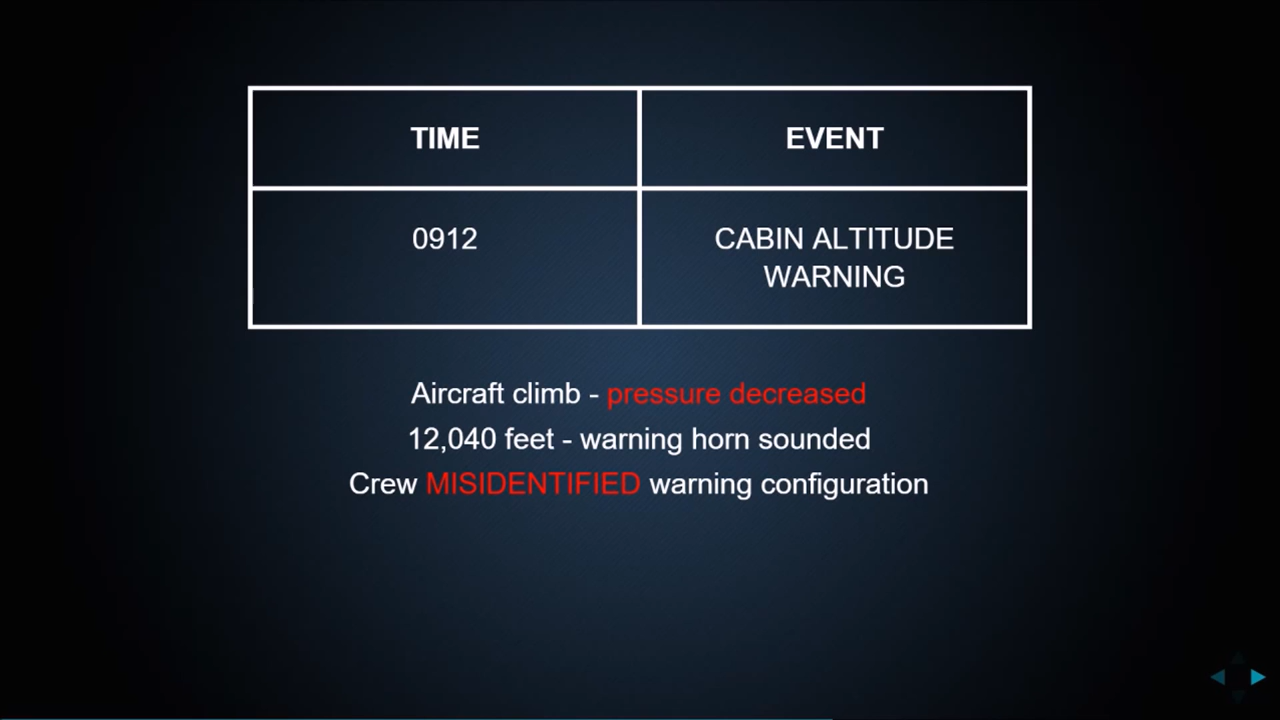 TIME
EVENT
0912
CABIN ALTITUDE
WARNING
Aircraft climb - pressure decreased
12,040 feet - warning horn sounded
Crew MISIDENTIFIED warning configuration